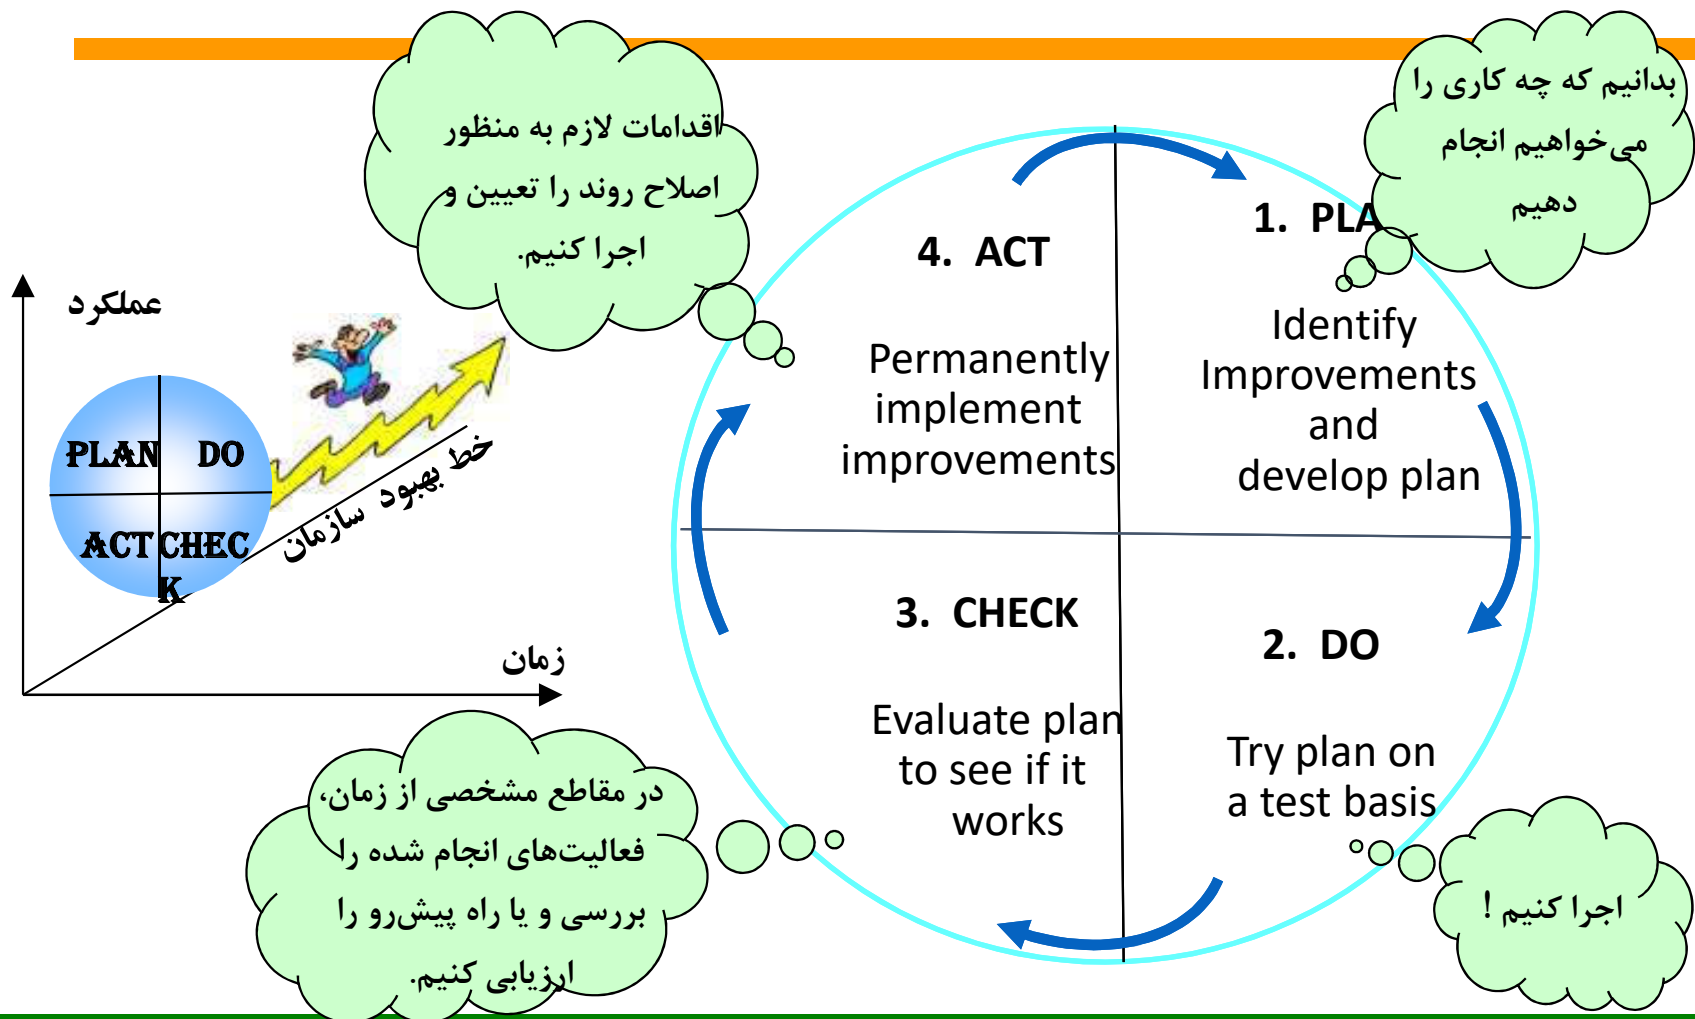 اقدامات لازم به منظور
اصلاح روند را تعیین و
اجرا کنیم.
بدانیم که چه کاری را
می‌خواهیم انجام
دهیم
4. ACT
Permanently
implement
improvements
1. PLA
Identify
Improvements
and
develop plan
عملکرد
PLAN DO
ACT CHEC
K
خط بهبود سازمان
زمان
3. CHECK
Evaluate plan
to see if it
works
2. DO
Try plan on
a test basis
در مقاطع مشخصی از زمان،
فعالیت‌های انجام شده را
بررسی و یا راه پیش‌رو را
ارزیابی کنیم.
اجرا کنیم !